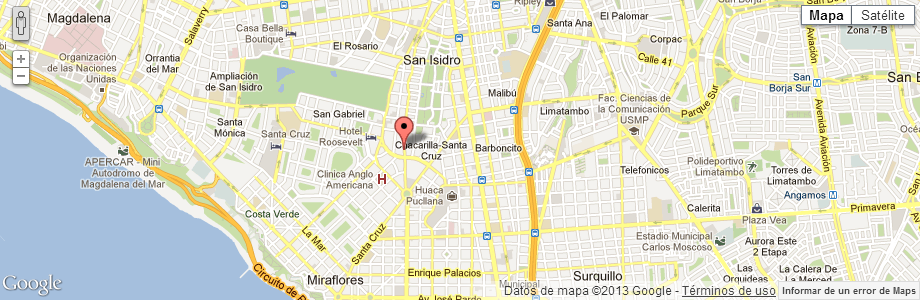 Ripley
Magdalena
Salaverry
Casa Bella
Boutique
El Rosario
San Isidro
Santa Ana
El Palomar
Corpac
Calle 41
Mapa
Satélite
Zona 7-B
Av Aviación
Organización
de las Naciones
Unidas
Orrantia
del Mar
Ampliación
de San Isidro
Malibú
Limatambo
Fac. Ciencias de
la Comunicación
USMP
Parque Sur
San
Borja Sur
San B
San Gabriel
Santa
Mónica
Santa Cruz
Hotel
Roosevelt
Chacarilla-Santa
Cruz
Barboncito
Avenida Aviación
APERCAR - Mini
Autodromo de
Magdalena del Mar
Clinica Anglo
Americana
H
Huaca
Pucllana
Telefonicos
Polideportivo
Limatambo
Torres de
Limatambo
Angamos
Calerita
Plaza Vea
Primavera
Costa Verde
La Mar
Santa Cruz
Estadio Municipal
Carlos Moscoso
Aurora Este
2 Etapa
Circuito de
Miraflores
Enrique Palacios
Surquillo
Las
Orquideas
La Calera De
La Merced
Av. José Pardo
Municipal
Google
Datos de mapa ©2013 Google - Términos de uso
Informar de un error de Maps